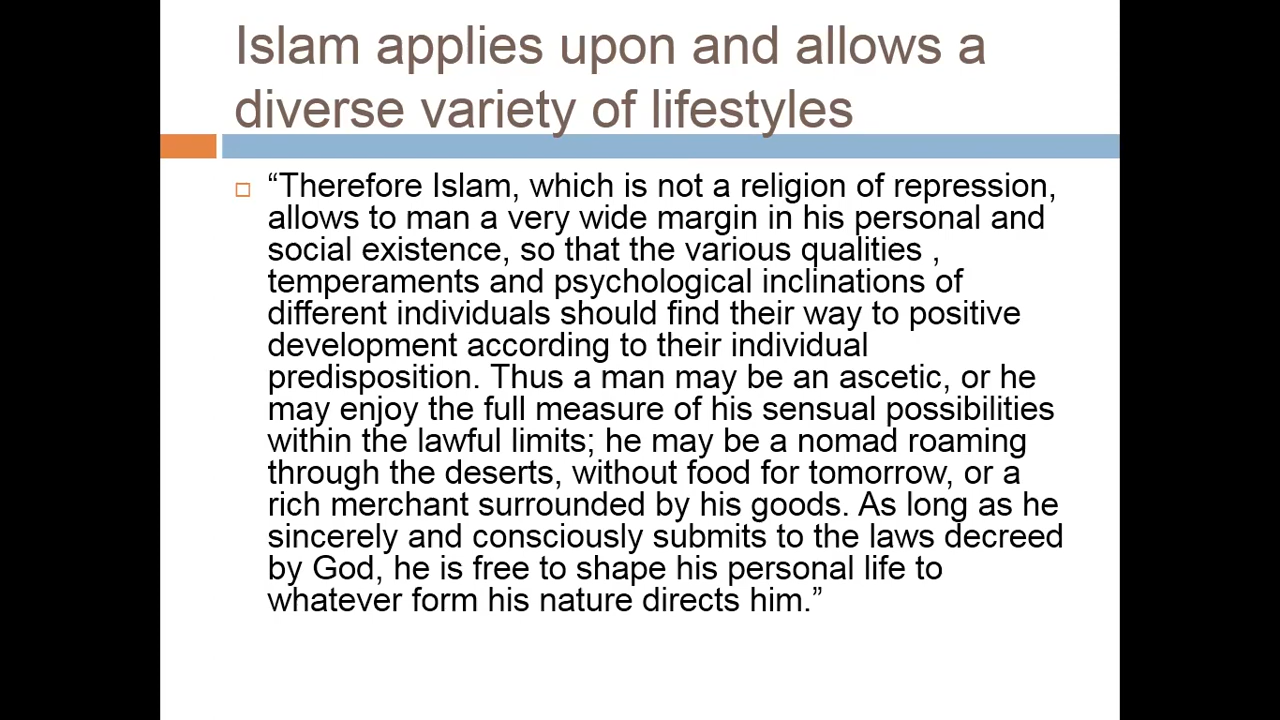 Islam applies upon and allows a
diverse variety of lifestyles
“Therefore Islam, which is not a religion of repression,
allows to man a very wide margin in his personal and
social existence, so that the various qualities ,
temperaments and psychological inclinations of
different individuals should find their way to positive
development according to their individual
predisposition. Thus a man may be an ascetic, or he
may enjoy the full measure of his sensual possibilities
within the lawful limits; he may be a nomad roaming
through the deserts, without food for tomorrow, or a
rich merchant surrounded by his goods. As long as he
sincerely and consciously submits to the laws decreed
by God, he is free to shape his personal life to
whatever form his nature directs him.”